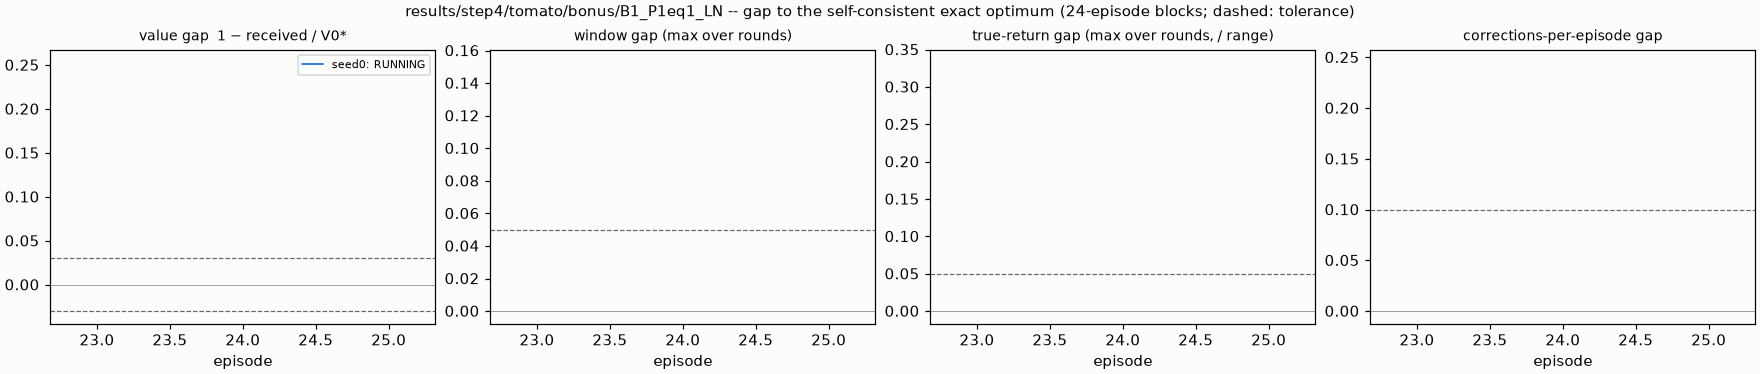 results/step4/tomato/bonus/B1_P1eq1_LN -- gap to the self-consistent exact optimum (24-episode blocks; dashed: tolerance)
value gap 1 − received / V0*
seed0: RUNNING
0.25
0.20
0.15
0.10
0.05
0.00
23.0 23.5 24.0 24.5 25.0
episode
window gap (max over rounds)
0.16
0.14
0.12
0.10
0.08
0.06
0.04
0.02
0.00
23.0 23.5 24.0 24.5 25.0
episode
true-return gap (max over rounds, / range)
0.35
0.30
0.25
0.20
0.15
0.10
0.05
0.00
23.0 23.5 24.0 24.5 25.0
episode
corrections-per-episode gap
0.25
0.20
0.15
0.10
0.05
0.00
23.0 23.5 24.0 24.5 25.0
episode